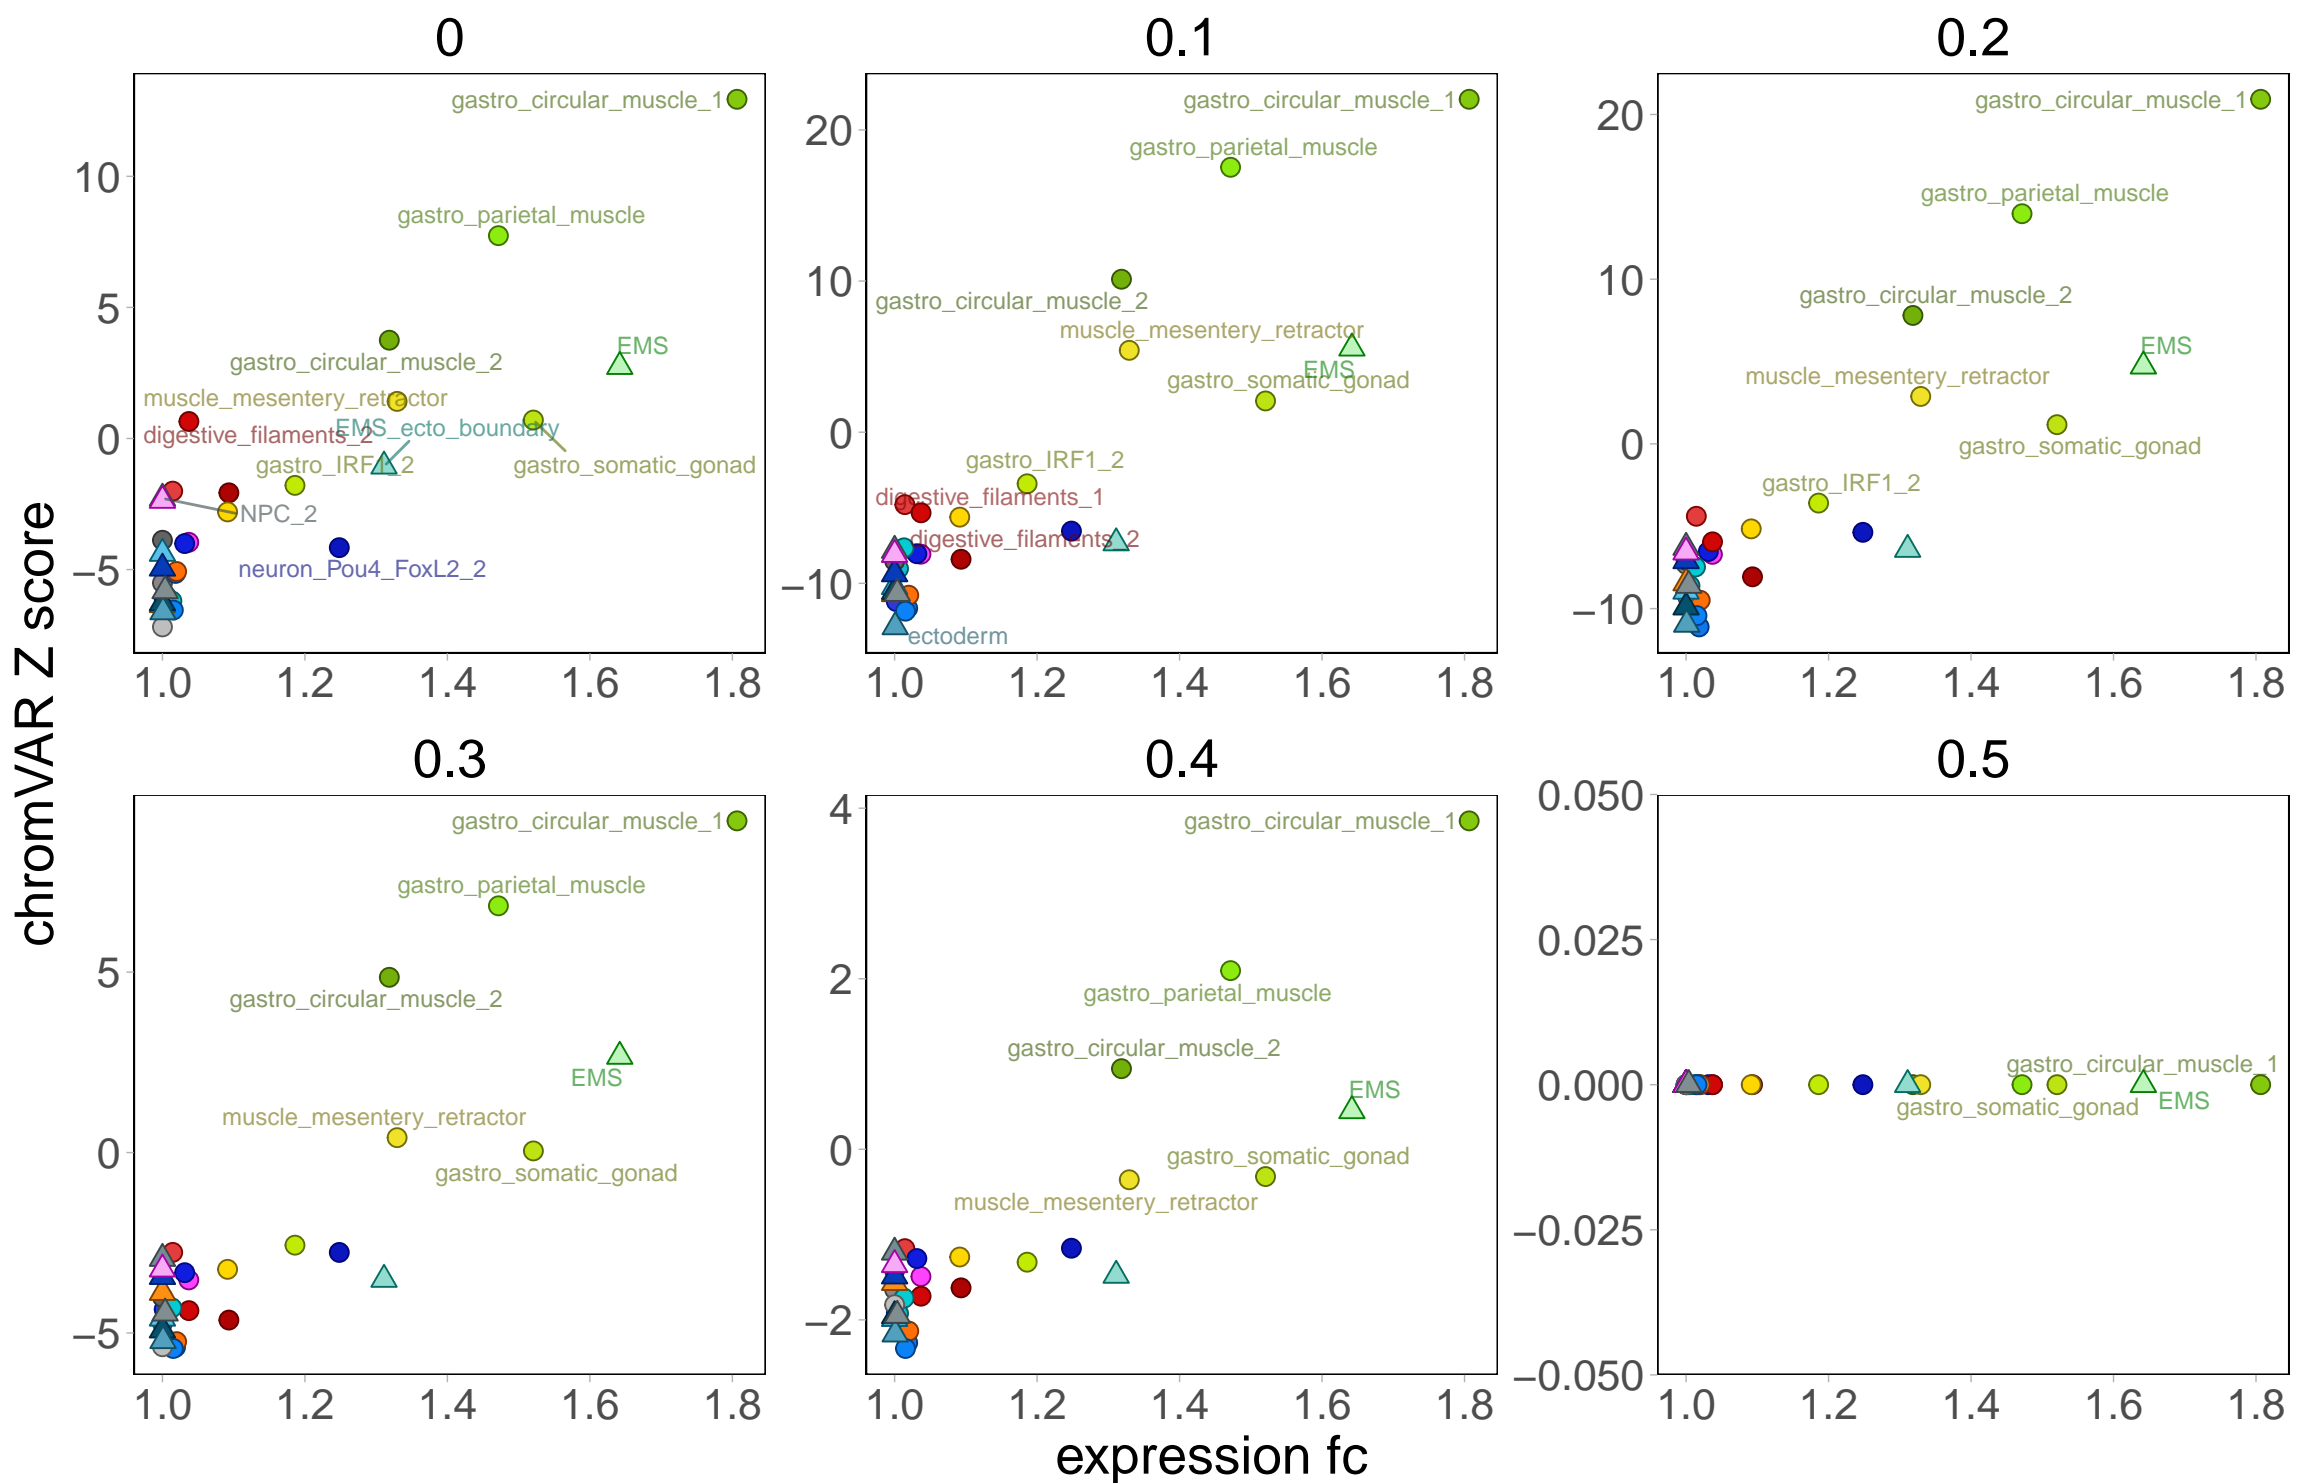 0
0.1
0.2
chromVAR Z score
10
5
0
−5
gastro_circular_muscle_1
gastro_parietal_muscle
gastro_circular_muscle_2
EMS
muscle_mesentery_retractor
EMS_ecto_boundary
digestive_filaments_2
gastro_IRF1_2
gastro_somatic_gonad
NPC_2
neuron_Pou4_FoxL2_2
1.0 1.2 1.4 1.6 1.8
20
10
0
−10
gastro_circular_muscle_1
gastro_parietal_muscle
gastro_circular_muscle_2
muscle_mesentery_retractor
EMS
gastro_somatic_gonad
gastro_IRF1_2
digestive_filaments_1
digestive_filaments_2
ectoderm
1.0 1.2 1.4 1.6 1.8
20
10
0
−10
gastro_circular_muscle_1
gastro_parietal_muscle
gastro_circular_muscle_2
EMS
muscle_mesentery_retractor
gastro_somatic_gonad
gastro_IRF1_2
1.0 1.2 1.4 1.6 1.8
0.3
0.4
0.5
5
0
−5
gastro_circular_muscle_1
gastro_parietal_muscle
gastro_circular_muscle_2
EMS
muscle_mesentery_retractor
gastro_somatic_gonad
1.0 1.2 1.4 1.6 1.8
4
2
0
−2
gastro_circular_muscle_1
gastro_parietal_muscle
gastro_circular_muscle_2
EMS
gastro_somatic_gonad
muscle_mesentery_retractor
1.0 1.2 1.4 1.6 1.8
0.050
0.025
0.000
−0.025
−0.050
gastro_circular_muscle_1
gastro_somatic_gonad
EMS
1.0 1.2 1.4 1.6 1.8
expression fc